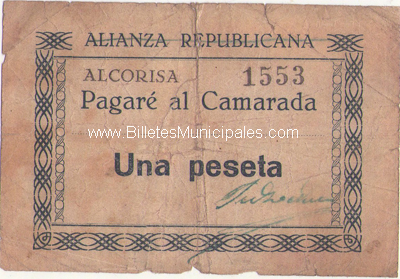 ALIANZA REPUBLICANA
ALCORISA 1553
Pagaré al Camarada
www.BilletesMunicipales.com
Una peseta